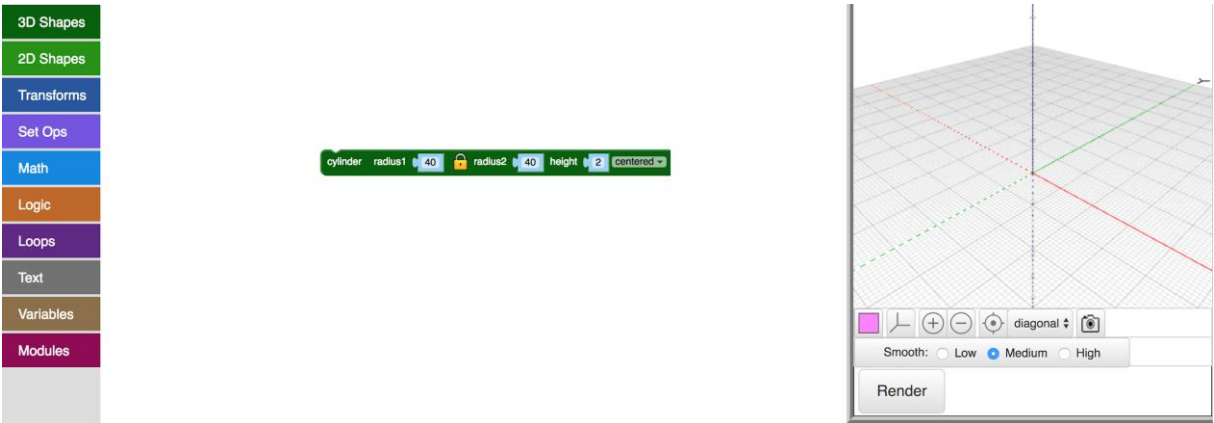 3D Shapes
2D Shapes
Transforms
Set Ops
Math
Logic
Loops
Text
Variables
Modules
cylinder radius1 40 radius2 40 height 2 centered
Y
diagonal
Smooth: Low Medium High
Render